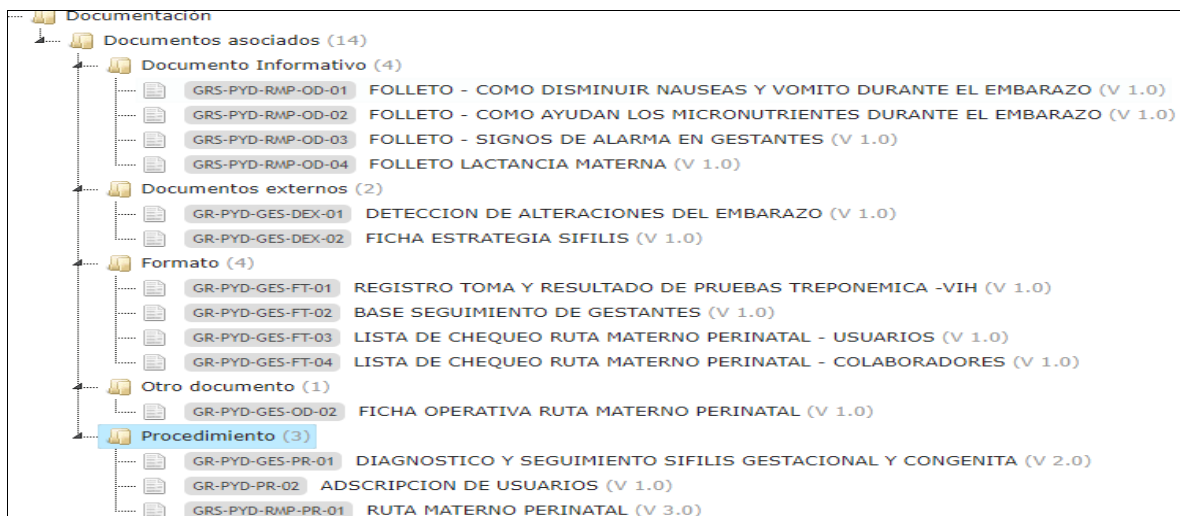 Documentación
Documentos asociados (14)
Documento Informativo (4)
GRS-PYD-RMP-OD-01 FOLLETO - COMO DISMINUIR NAUSEAS Y VOMITO DURANTE EL EMBARAZO (V 1.0)
GRS-PYD-RMP-OD-02 FOLLETO - COMO AYUDAN LOS MICRONUTRIENTES DURANTE EL EMBARAZO (V 1.0)
GRS-PYD-RMP-OD-03 FOLLETO - SIGNOS DE ALARMA EN GESTANTES (V 1.0)
GRS-PYD-RMP-OD-04 FOLLETO LACTANCIA MATERNA (V 1.0)
Documentos externos (2)
GR-PYD-GES-DEX-01 DETECCION DE ALTERACIONES DEL EMBARAZO (V 1.0)
GR-PYD-GES-DEX-02 FICHA ESTRATEGIA SIFILIS (V 1.0)
Formato (4)
GR-PYD-GES-FT-01 REGISTRO TOMA Y RESULTADO DE PRUEBAS TREPONEMICA -VIH (V 1.0)
GR-PYD-GES-FT-02 BASE SEGUIMIENTO DE GESTANTES (V 1.0)
GR-PYD-GES-FT-03 LISTA DE CHEQUEO RUTA MATERNO PERINATAL - USUARIOS (V 1.0)
GR-PYD-GES-FT-04 LISTA DE CHEQUEO RUTA MATERNO PERINATAL - COLABORADORES (V 1.0)
Otro documento (1)
GR-PYD-GES-OD-02 FICHA OPERATIVA RUTA MATERNO PERINATAL (V 1.0)
Procedimiento (3)
GR-PYD-GES-PR-01 DIAGNOSTICO Y SEGUIMIENTO SIFILIS GESTACIONAL Y CONGENITA (V 2.0)
GR-PYD-PR-02 ADSCRIPCION DE USUARIOS (V 1.0)
GRS-PYD-RMP-PR-01 RUTA MATERNO PERINATAL (V 3.0)